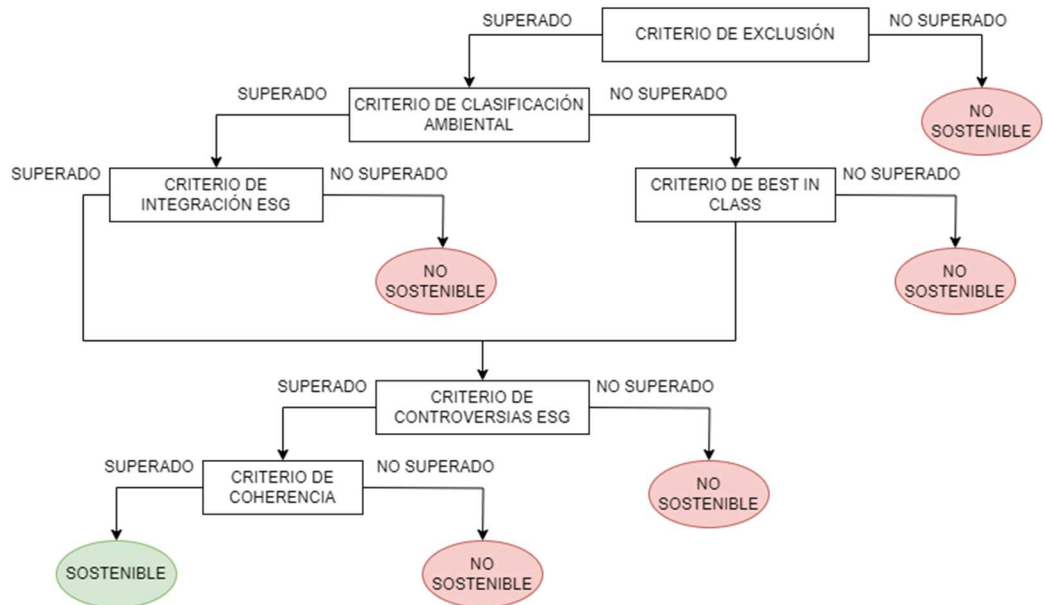 SUPERADO
CRITERIO DE EXCLUSIÓN
NO SUPERADO
SUPERADO
CRITERIO DE CLASIFICACIÓN
AMBIENTAL
NO SUPERADO
NO
SOSTENIBLE
SUPERADO
CRITERIO DE
INTEGRACIÓN ESG
NO SUPERADO
CRITERIO DE BEST IN
CLASS
NO SUPERADO
NO
SOSTENIBLE
NO
SOSTENIBLE
SUPERADO
CRITERIO DE
CONTROVERSIAS ESG
NO SUPERADO
SUPERADO
CRITERIO DE
COHERENCIA
NO SUPERADO
NO
SOSTENIBLE
SOSTENIBLE
NO
SOSTENIBLE